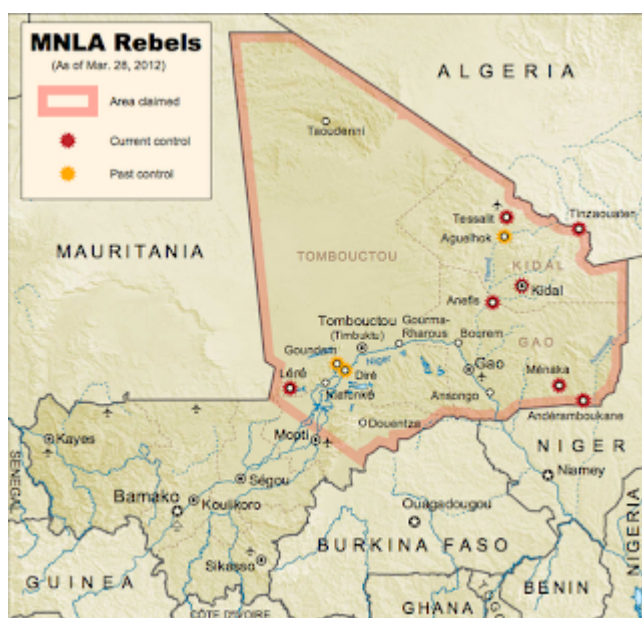 MNLA Rebels
(As of Mar. 28, 2012)
Area claimed
Current control
Past control
ALGERIA
Taoudenni
Tessalit
Tinzaouaten
Aguelhok
MAURITANIA
TOMBOUCTOU
KIDAL
Kidal
Anefis
Tombouctou
(Timbuktu)
Gourma-
Rharous
Bourem
GAO
Goundam
Niger
Gao
Léré
Diré
Ménaka
Niafunké
Ansongo
Andéramboukane
Douentza
Mopti
Kayes
NIGER
SENEGAL
Ségou
Niamey
Bamako
Koulikoro
Ouagadougou
NIGERIA
Sikasso
BURKINA FASO
GUINEA
BENIN
TOGO
GHANA
CÔTE D'IVOIRE